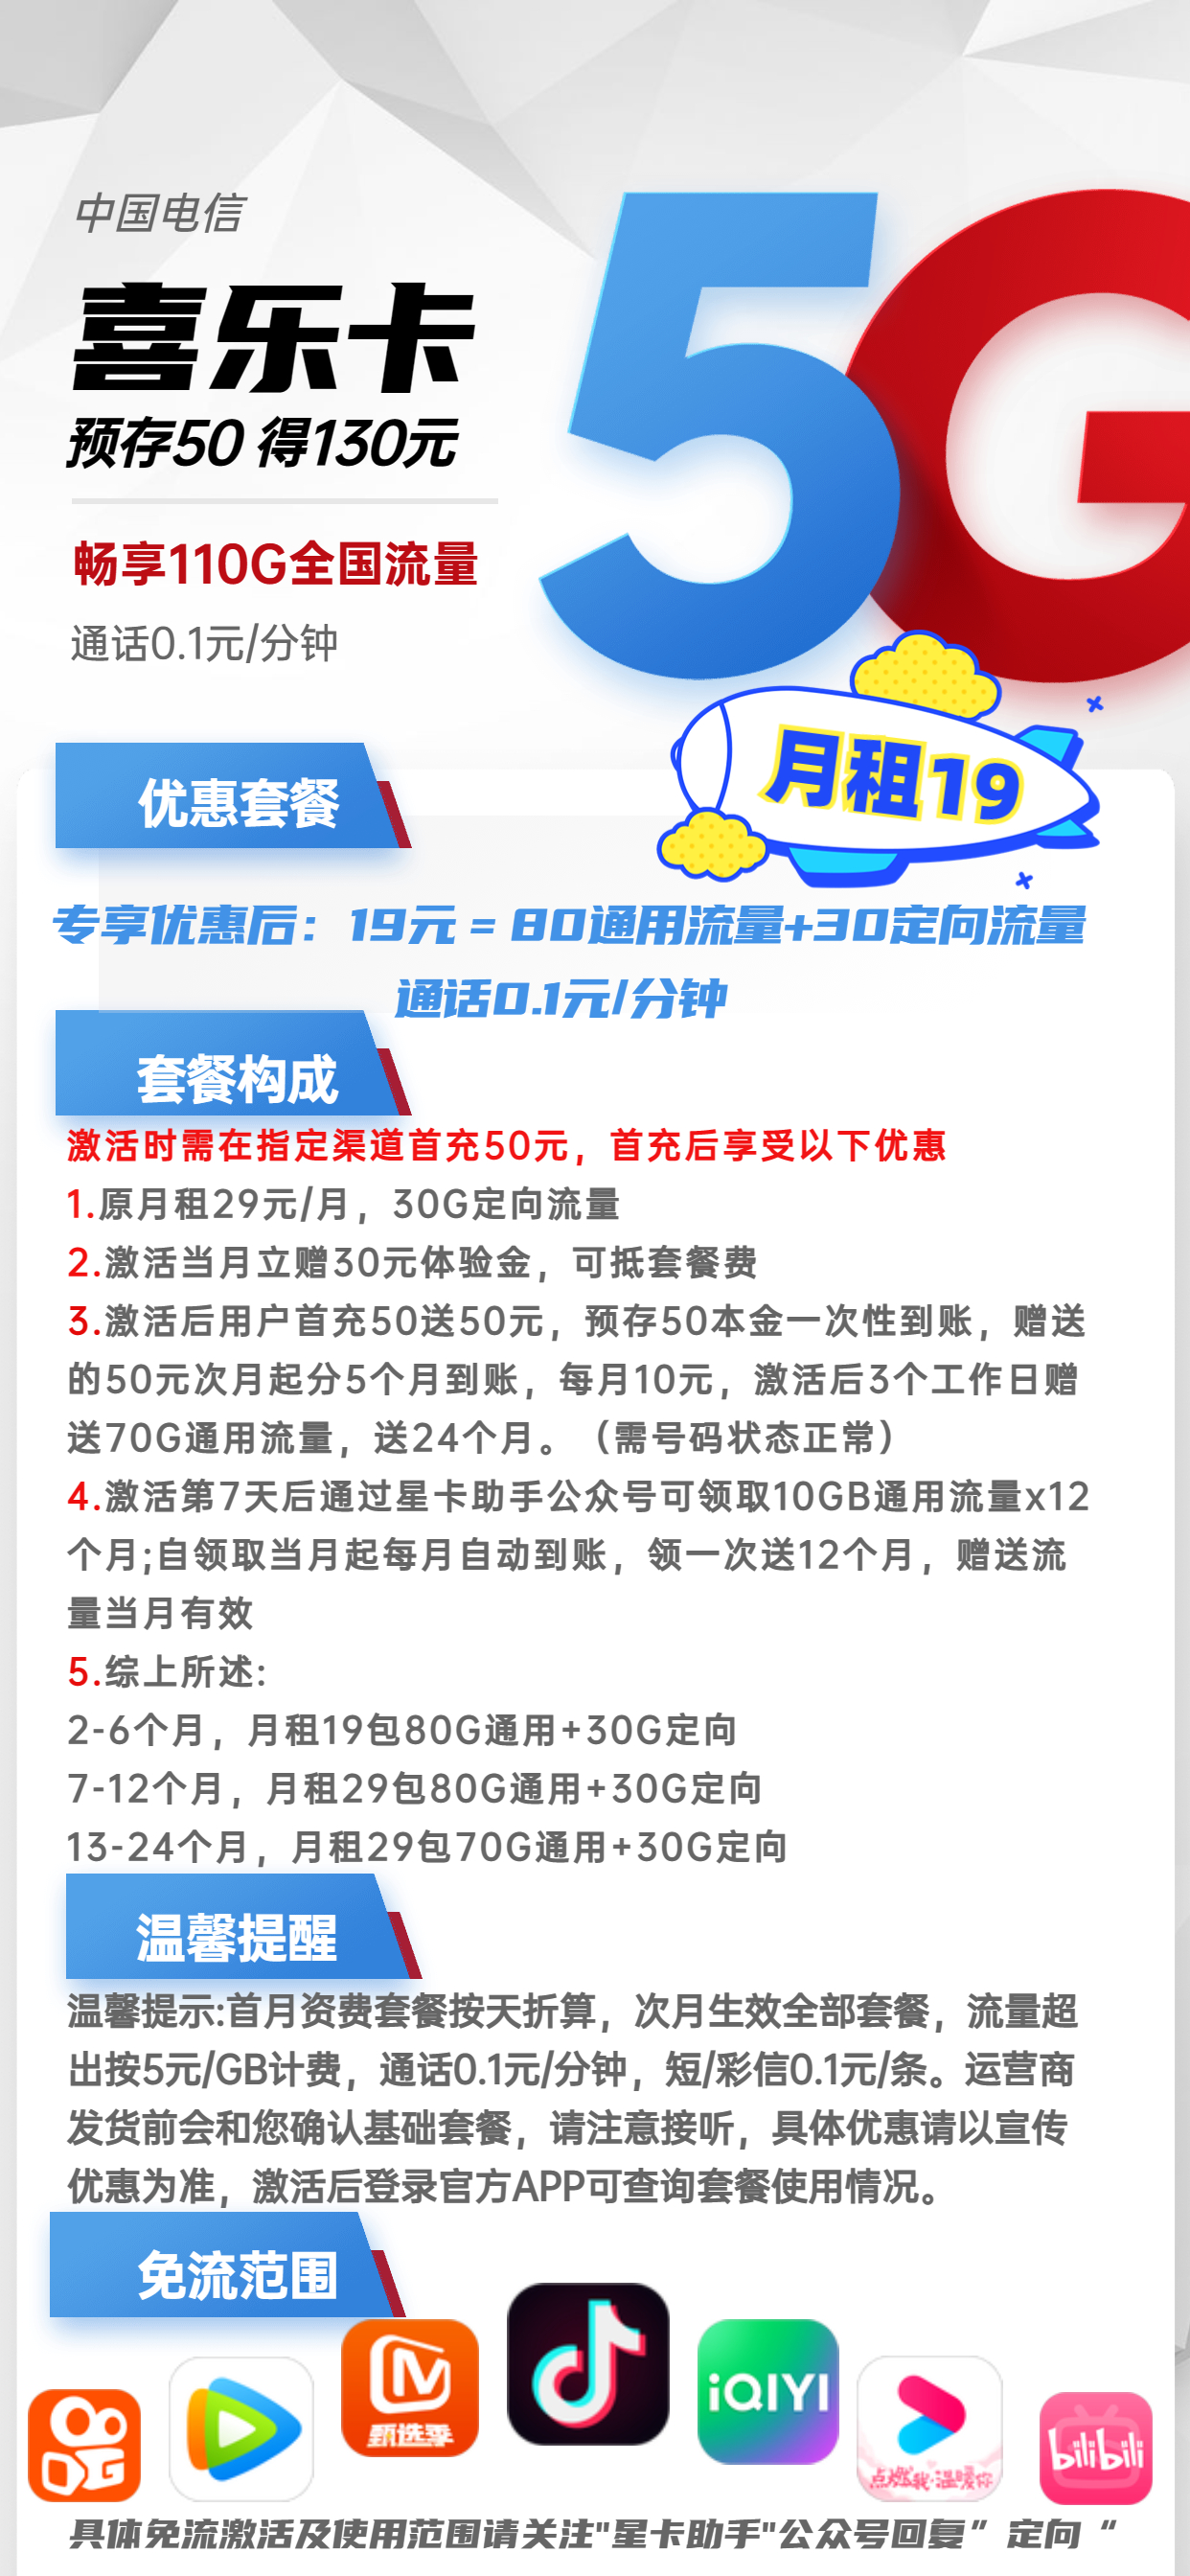 中国电信
5G
喜乐卡
预存50 得130元
畅享110G全国流量
通话0.1元/分钟
月租19
优惠套餐
专享优惠后：19元 = 80通用流量+30定向流量
通话0.1元/分钟
套餐构成
激活时需在指定渠道首充50元，首充后享受以下优惠
1.原月租29元/月，30G定向流量
2.激活当月立赠30元体验金，可抵套餐费
3.激活后用户首充50送50元，预存50本金一次性到账，赠送
的50元次月起分5个月到账，每月10元，激活后3个工作日赠
送70G通用流量，送24个月。（需号码状态正常）
4.激活第7天后通过星卡助手公众号可领取10GB通用流量x12
个月;自领取当月起每月自动到账，领一次送12个月，赠送流
量当月有效
5.综上所述:
2-6个月，月租19包80G通用+30G定向
7-12个月，月租29包80G通用+30G定向
13-24个月，月租29包70G通用+30G定向
温馨提醒
温馨提示:首月资费套餐按天折算，次月生效全部套餐，流量超
出按5元/GB计费，通话0.1元/分钟，短/彩信0.1元/条。运营商
发货前会和您确认基础套餐，请注意接听，具体优惠请以宣传
优惠为准，激活后登录官方APP可查询套餐使用情况。
免流范围
甄选季
iQIYI
点燃我·温暖你
bilibili
具体免流激活及使用范围请关注"星卡助手"公众号回复”定向“